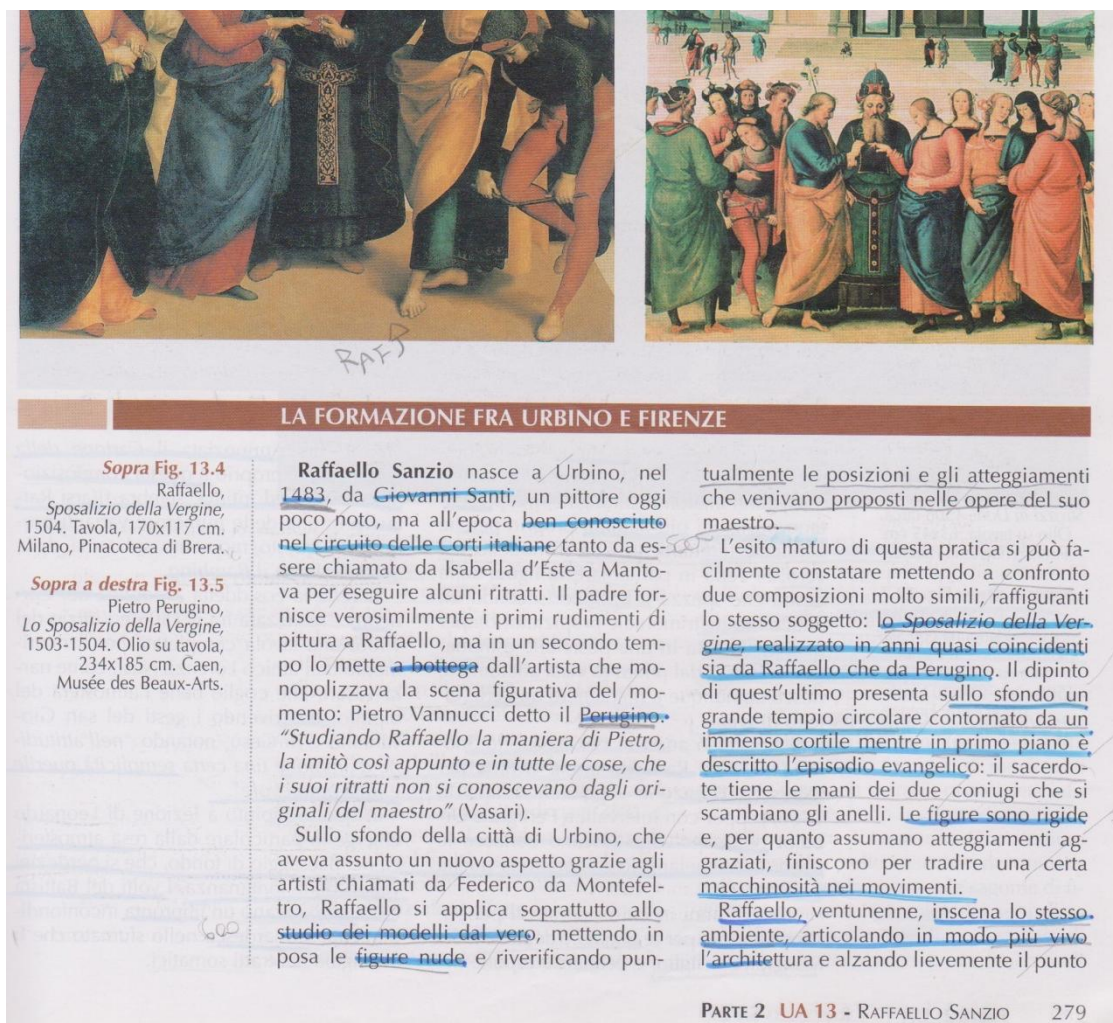 RAFF
LA FORMAZIONE FRA URBINO E FIRENZE
Sopra Fig. 13.4
Raffaello,
Sposalizio della Vergine,
1504. Tavola, 170x117 cm.
Milano, Pinacoteca di Brera.
Sopra a destra Fig. 13.5
Pietro Perugino,
Lo Sposalizio della Vergine,
1503-1504. Olio su tavola,
234x185 cm. Caen,
Musée des Beaux-Arts.
Raffaello Sanzio nasce a Urbino, nel
1483, da Giovanni Santi, un pittore oggi
poco noto, ma all'epoca ben conosciuto
nel circuito delle Corti italiane tanto da es-
sere chiamato da Isabella d'Este a Manto-
va per eseguire alcuni ritratti. Il padre for-
nisce verosimilmente i primi rudimenti di
pittura a Raffaello, ma in un secondo tem-
po lo mette a bottega dall'artista che mo-
nopolizzava la scena figurativa del mo-
mento: Pietro Vannucci detto il Perugino.
"Studiando Raffaello la maniera di Pietro,
la imitò così appunto e in tutte le cose, che
i suoi ritratti non si conoscevano dagli ori-
ginali del maestro" (Vasari).
Sullo sfondo della città di Urbino, che
aveva assunto un nuovo aspetto grazie agli
artisti chiamati da Federico da Montefel-
tro, Raffaello si applica soprattutto allo
studio dei modelli dal vero, mettendo in
posa le figure nude e riverificando pun-
tualmente le posizioni e gli atteggiamenti
che venivano proposti nelle opere del suo
maestro.
L'esito maturo di questa pratica si può fa-
cilmente constatare mettendo a confronto
due composizioni molto simili, raffiguranti
lo stesso soggetto: lo Sposalizio della Ver-
gine, realizzato in anni quasi coincidenti
sia da Raffaello che da Perugino. Il dipinto
di quest'ultimo presenta sullo sfondo un
grande tempio circolare contornato da un
immenso cortile mentre in primo piano è
descritto l'episodio evangelico: il sacerdo-
te tiene le mani dei due coniugi che si
scambiano gli anelli. Le figure sono rigide
e, per quanto assumano atteggiamenti ag-
graziati, finiscono per tradire una certa
macchinosità nei movimenti.
Raffaello, ventunenne, inscena lo stesso
ambiente, articolando in modo più vivo
l'architettura e alzando lievemente il punto
PARTE 2 UA 13 - RAFFAELLO SANZIO 279